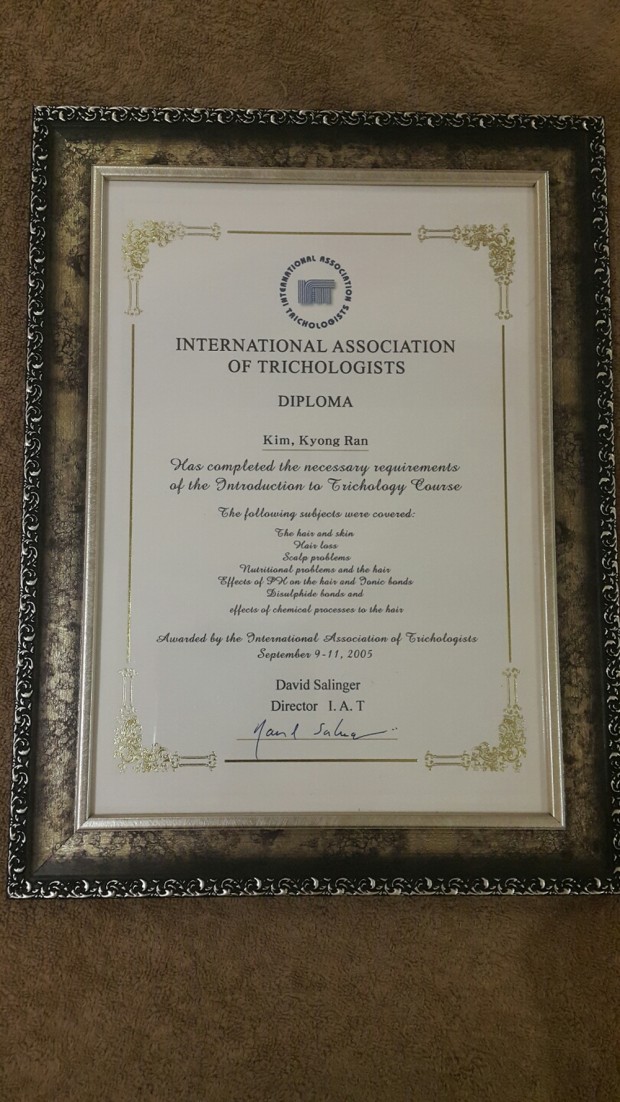 INTERNATIONAL ASSOCIATION
OF TRICHOLOGISTS
INTERNATIONAL ASSOCIATION
OF TRICHOLOGISTS
DIPLOMA
Kim, Kyong Ran
Has completed the necessary requirements
of the Introduction to Trichology Course
The following subjects were covered:
The hair and skin
Hair loss
Scalp problems
Nutritional problems and the hair
Effects of PH on the hair and Ionic bonds
Disulphide bonds and
effects of chemical processes to the hair
Awarded by the International Association of Trichologists
September 9-11, 2005
David Salinger
Director I. A. T